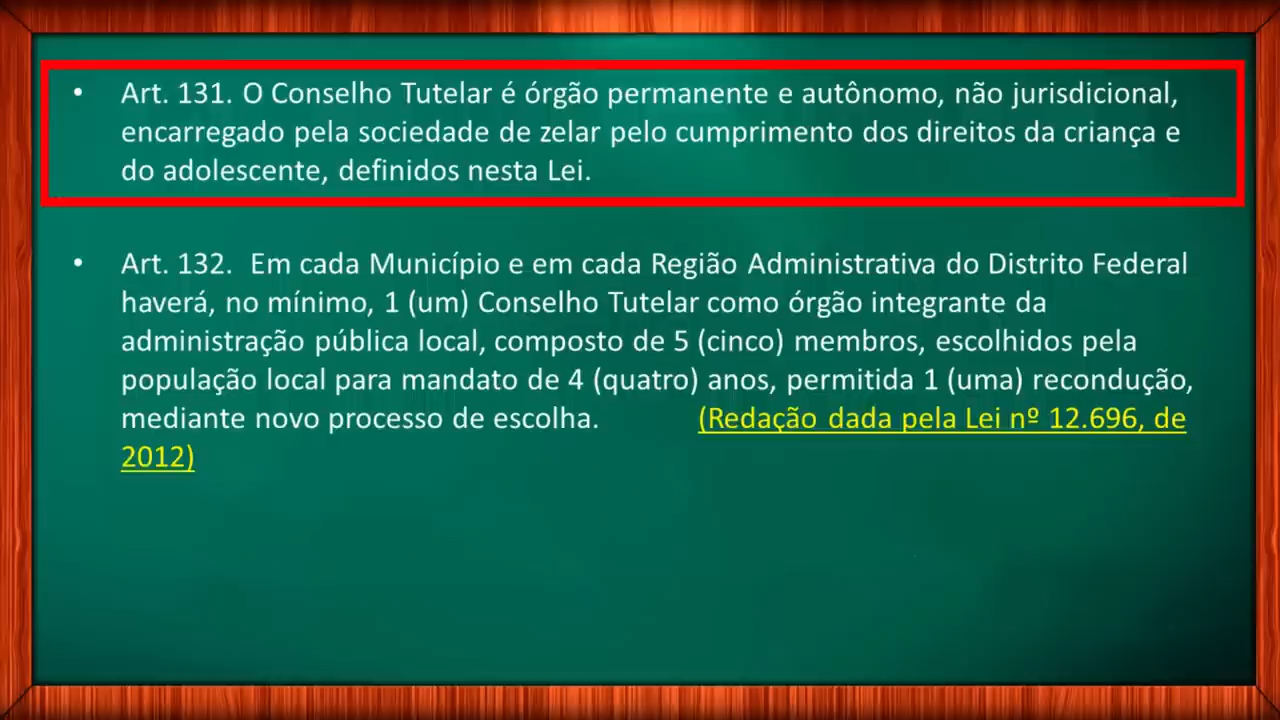 • Art. 131. O Conselho Tutelar é órgão permanente e autônomo, não jurisdicional,
encarregado pela sociedade de zelar pelo cumprimento dos direitos da criança e
do adolescente, definidos nesta Lei.
• Art. 132. Em cada Município e em cada Região Administrativa do Distrito Federal
haverá, no mínimo, 1 (um) Conselho Tutelar como órgão integrante da
administração pública local, composto de 5 (cinco) membros, escolhidos pela
população local para mandato de 4 (quatro) anos, permitida 1 (uma) recondução,
mediante novo processo de escolha. (Redação dada pela Lei nº 12.696, de
2012)